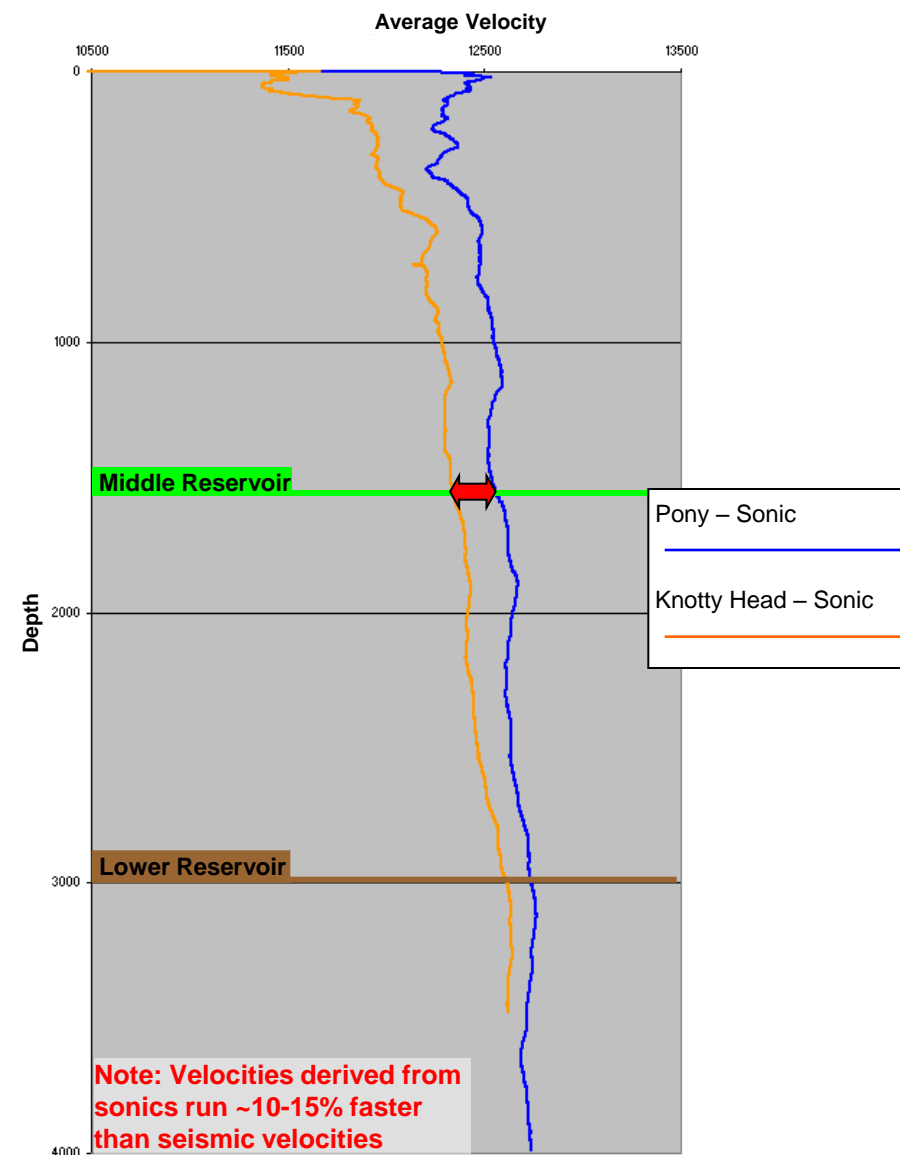 Average Velocity
10500 11500 12500 13500
0
1000
Middle Reservoir
Pony – Sonic
Knotty Head – Sonic
2000
Depth
Lower Reservoir
3000
Note: Velocities derived from
sonics run ~10-15% faster
than seismic velocities
4000